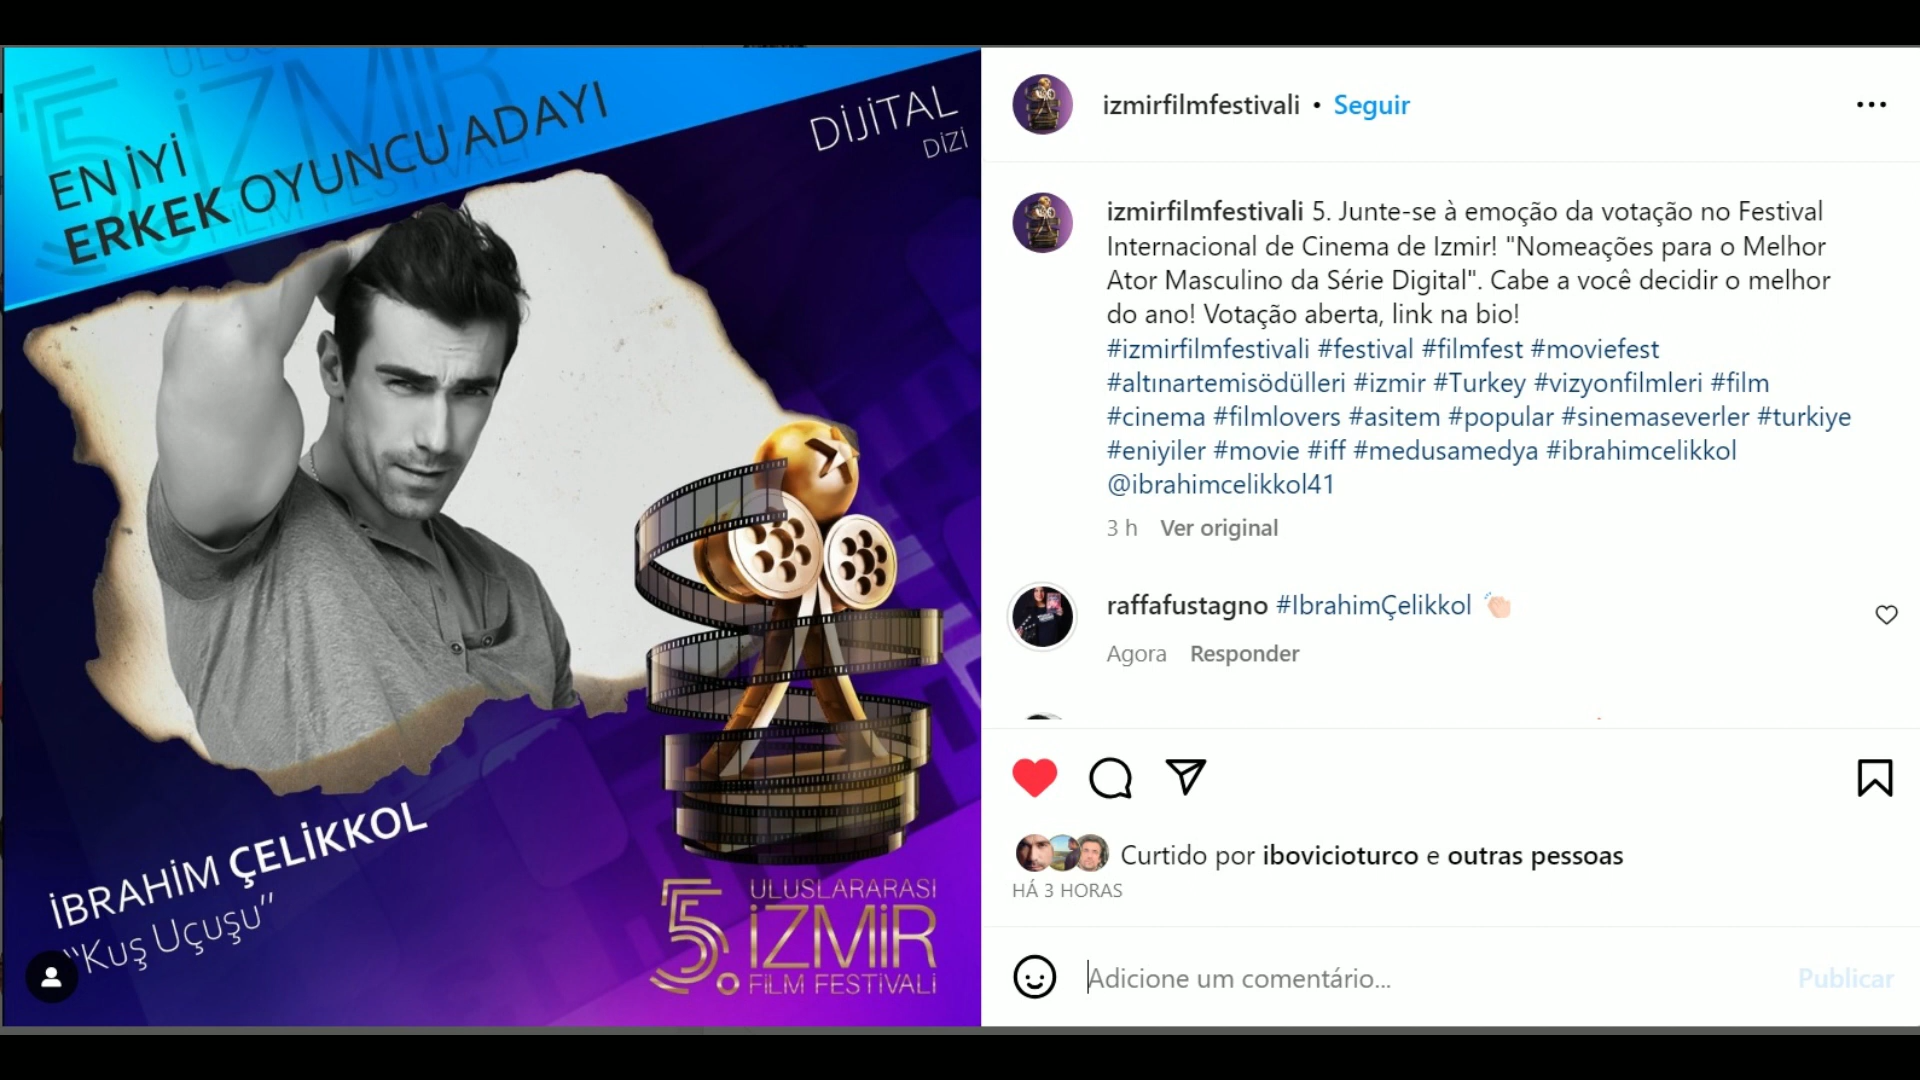 EN İYİ
ERKEK OYUNCU ADAYI
DİJİTAL
DİZİ
İBRAHİM ÇELİKKOL
"Kuş Uçuşu"
5. ULUSLARARASI
İZMİR
FİLM FESTİVALİ
izmirfilmfestivali • Seguir
izmirfilmfestivali 5. Junte-se à emoção da votação no Festival
Internacional de Cinema de Izmir! "Nomeações para o Melhor
Ator Masculino da Série Digital". Cabe a você decidir o melhor
do ano! Votação aberta, link na bio!
#izmirfilmfestivali #festival #filmfest #moviefest
#altınartemisödülleri #izmir #Turkey #vizyonfilmleri #film
#cinema #filmlovers #asitem #popular #sinemaseverler #turkiye
#eniyiler #movie #iff #medusamedya #ibrahimcelikkol
@ibrahimcelikkol41
3 h Ver original
raffafustagno #IbrahimÇelikkol 👏🏻
Agora Responder
Curtido por ibovicioturco e outras pessoas
HÁ 3 HORAS
Adicione um comentário...
Publicar